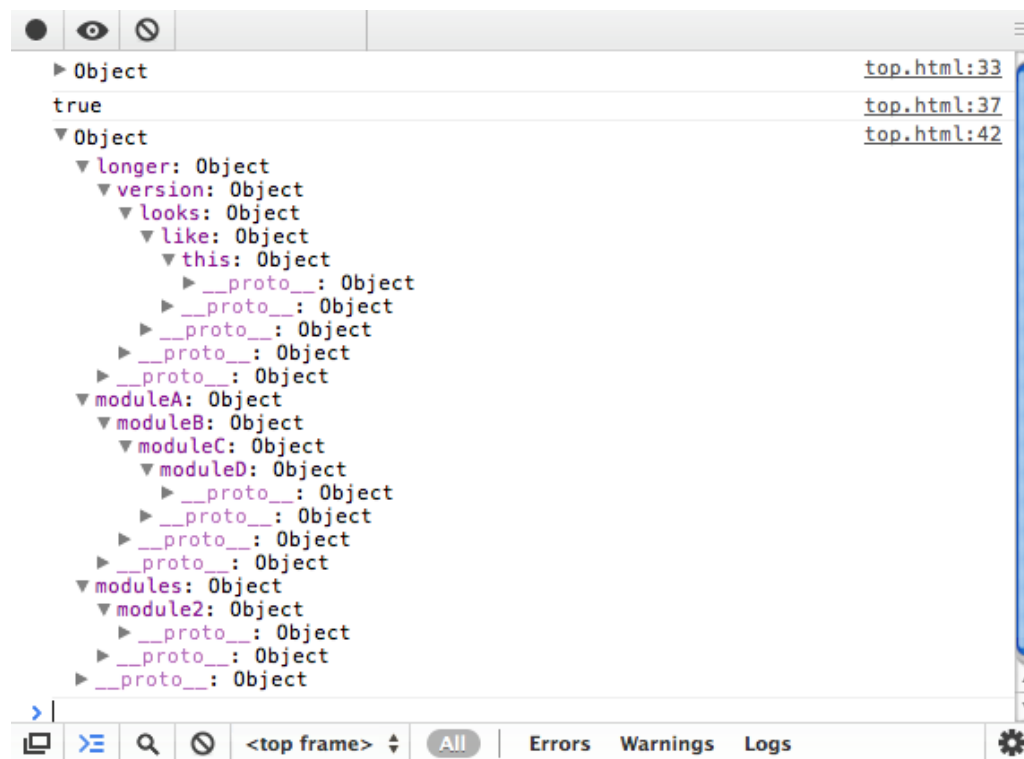 Object top.html:33
true top.html:37
Object top.html:42
longer: Object
version: Object
looks: Object
like: Object
this: Object
__proto__: Object
__proto__: Object
__proto__: Object
__proto__: Object
__proto__: Object
moduleA: Object
moduleB: Object
moduleC: Object
moduleD: Object
__proto__: Object
__proto__: Object
__proto__: Object
__proto__: Object
modules: Object
module2: Object
__proto__: Object
__proto__: Object
__proto__: Object
<top frame> All Errors Warnings Logs